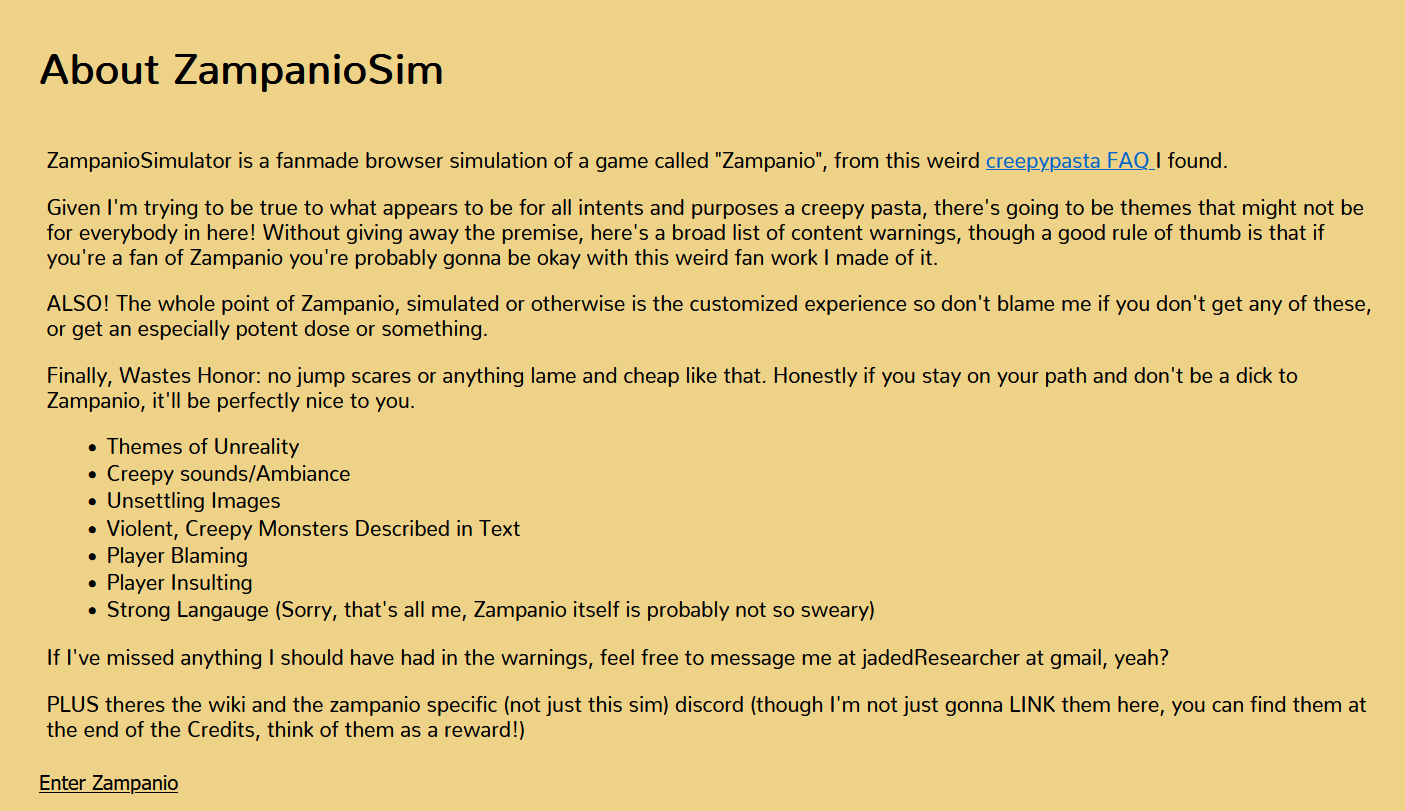 About ZampanioSim
ZampanioSimulator is a fanmade browser simulation of a game called "Zampanio", from this weird creepypasta FAQ I found.
Given I'm trying to be true to what appears to be for all intents and purposes a creepy pasta, there's going to be themes that might not be
for everybody in here! Without giving away the premise, here's a broad list of content warnings, though a good rule of thumb is that if
you're a fan of Zampanio you're probably gonna be okay with this weird fan work I made of it.
ALSO! The whole point of Zampanio, simulated or otherwise is the customized experience so don't blame me if you don't get any of these,
or get an especially potent dose or something.
Finally, Wastes Honor: no jump scares or anything lame and cheap like that. Honestly if you stay on your path and don't be a dick to
Zampanio, it'll be perfectly nice to you.
• Themes of Unreality
• Creepy sounds/Ambiance
• Unsettling Images
• Violent, Creepy Monsters Described in Text
• Player Blaming
• Player Insulting
• Strong Langauge (Sorry, that's all me, Zampanio itself is probably not so sweary)
If I've missed anything I should have had in the warnings, feel free to message me at jadedResearcher at gmail, yeah?
PLUS theres the wiki and the zampanio specific (not just this sim) discord (though I'm not just gonna LINK them here, you can find them at
the end of the Credits, think of them as a reward!)
Enter Zampanio